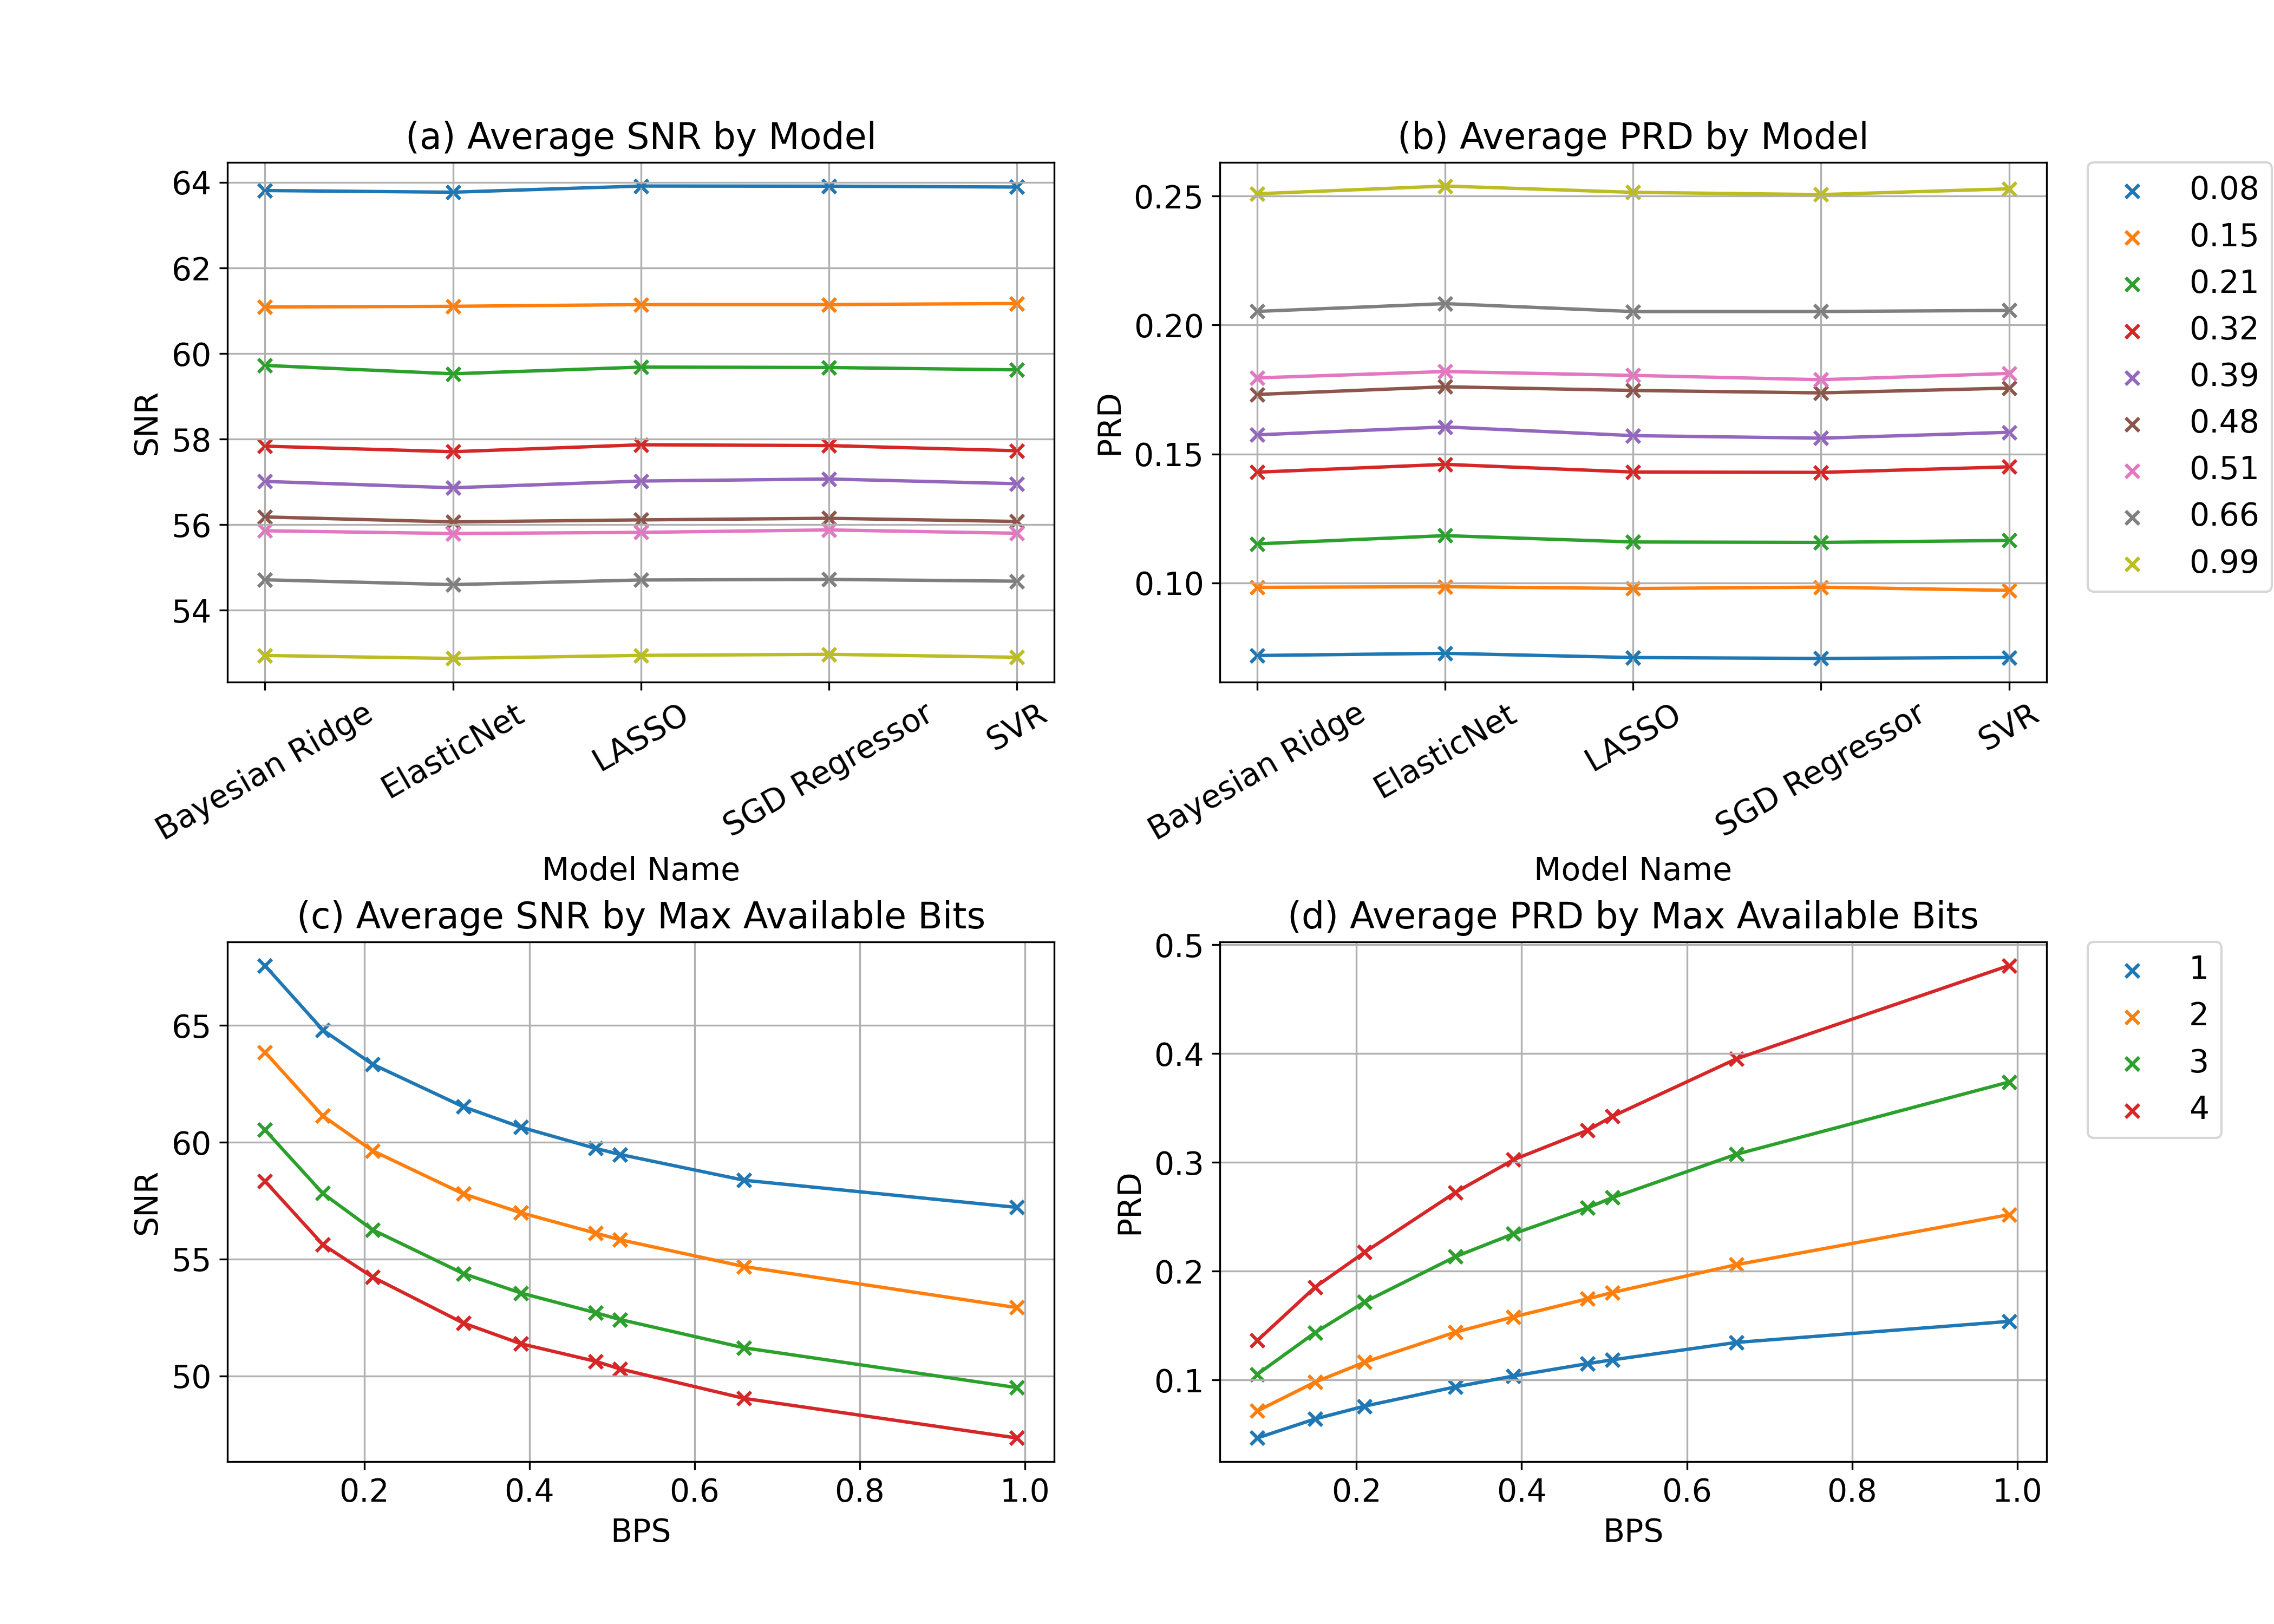 (a) Average SNR by Model
64
62
60
58
56
54
SNR
Bayesian Ridge
ElasticNet
LASSO
SGD Regressor
SVR
Model Name
(b) Average PRD by Model
0.25
0.20
0.15
0.10
PRD
Bayesian Ridge
ElasticNet
LASSO
SGD Regressor
SVR
Model Name
0.08
0.15
0.21
0.32
0.39
0.48
0.51
0.66
0.99
(c) Average SNR by Max Available Bits
65
60
55
50
SNR
0.2 0.4 0.6 0.8 1.0
BPS
(d) Average PRD by Max Available Bits
0.5
0.4
0.3
0.2
0.1
PRD
0.2 0.4 0.6 0.8 1.0
BPS
1
2
3
4